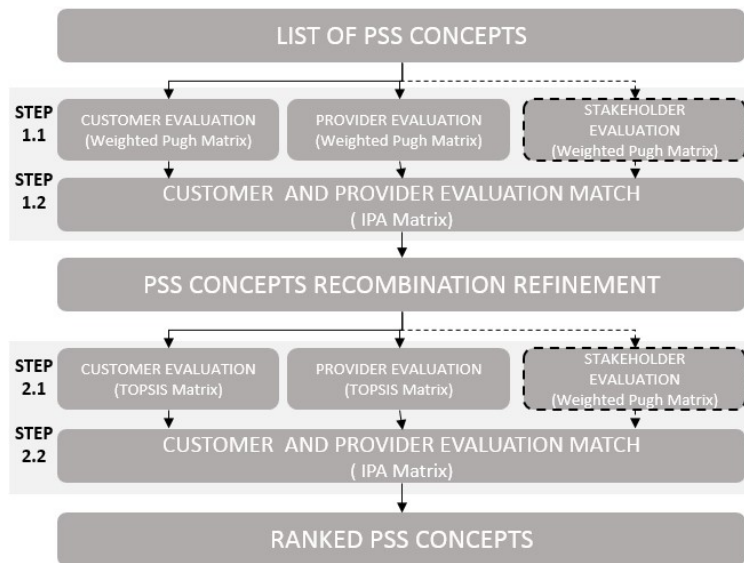 LIST OF PSS CONCEPTS
STEP
1.1
CUSTOMER EVALUATION
(Weighted Pugh Matrix)
PROVIDER EVALUATION
(Weighted Pugh Matrix)
STAKEHOLDER
EVALUATION
(Weighted Pugh Matrix)
STEP
1.2
CUSTOMER AND PROVIDER EVALUATION MATCH
( IPA Matrix)
PSS CONCEPTS RECOMBINATION REFINEMENT
STEP
2.1
CUSTOMER EVALUATION
(TOPSIS Matrix)
PROVIDER EVALUATION
(TOPSIS Matrix)
STAKEHOLDER
EVALUATION
(Weighted Pugh Matrix)
STEP
2.2
CUSTOMER AND PROVIDER EVALUATION MATCH
( IPA Matrix)
RANKED PSS CONCEPTS